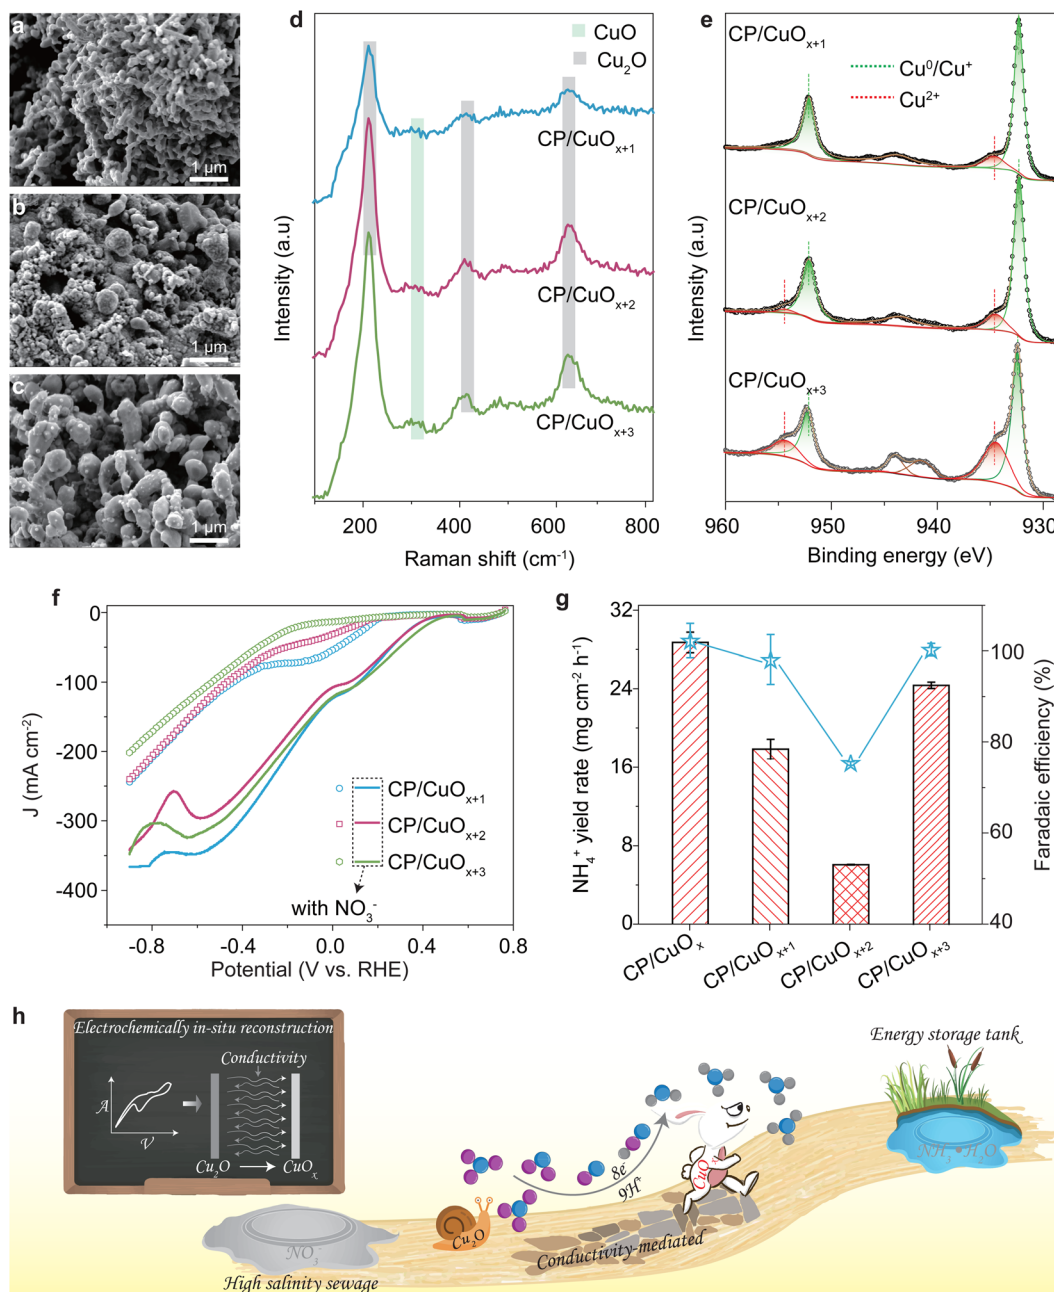 a
1 μm
b
1 μm
c
1 μm
d
CuO
Cu₂O
CP/CuOₓ₊₁
CP/CuOₓ₊₂
CP/CuOₓ₊₃
Intensity (a.u)
200
400
600
800
Raman shift (cm⁻¹)
e
CP/CuOₓ₊₁
Cu⁰/Cu⁺
Cu²⁺
CP/CuOₓ₊₂
CP/CuOₓ₊₃
Intensity (a.u)
960
950
940
930
Binding energy (eV)
f
0
-100
-200
-300
-400
J (mA cm⁻²)
CP/CuOₓ₊₁
CP/CuOₓ₊₂
CP/CuOₓ₊₃
with NO₃⁻
-0.8
-0.4
0.0
0.4
0.8
Potential (V vs. RHE)
g
32
24
16
8
0
NH₄⁺ yield rate (mg cm⁻² h⁻¹)
100
80
60
40
Faradaic efficiency (%)
CP/CuOₓ
CP/CuOₓ₊₁
CP/CuOₓ₊₂
CP/CuOₓ₊₃
h
Electrochemically in-situ reconstruction
Conductivity
A
V
Cu₂O
CuOₓ
NO₃⁻
High salinity sewage
Cu₂O
8e⁻
9H⁺
CuOₓ
Conductivity-mediated
Energy storage tank
NH₃•H₂O